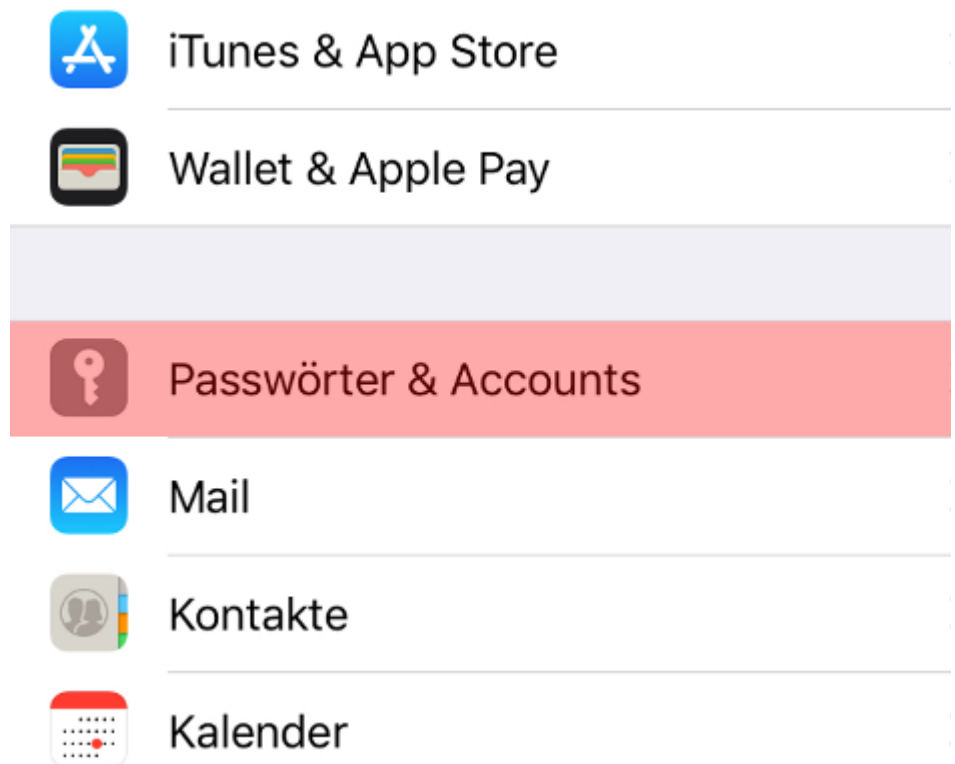 iTunes & App Store
Wallet & Apple Pay
Passwörter & Accounts
Mail
Kontakte
Kalender